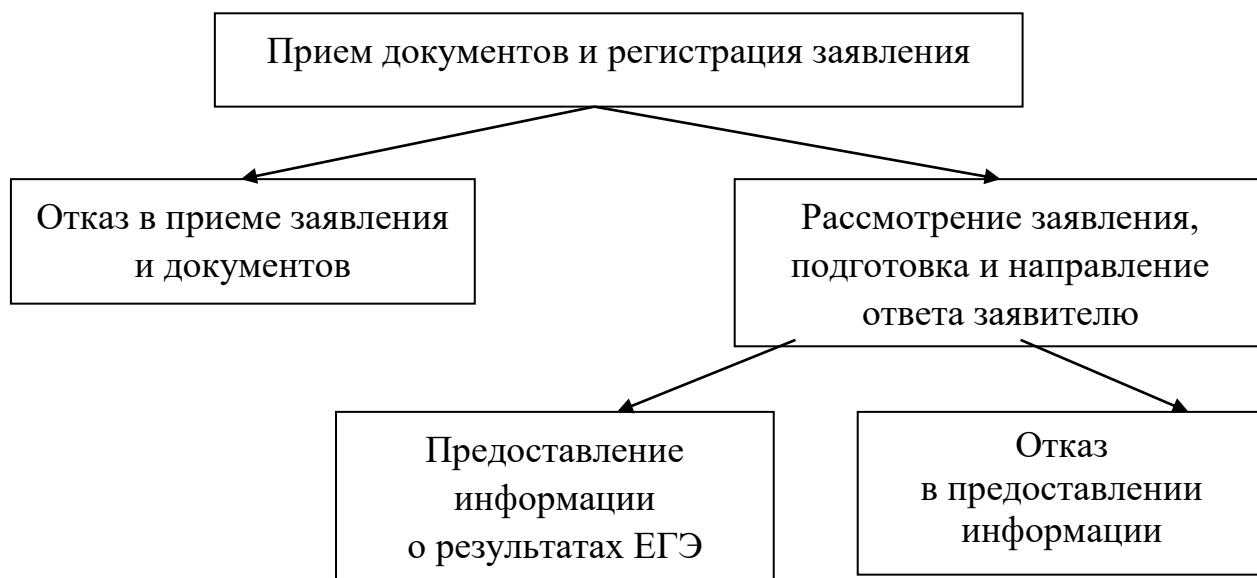 Прием документов и регистрация заявления
Отказ в приеме заявления
и документов
Рассмотрение заявления,
подготовка и направление
ответа заявителю
Предоставление
информации
о результатах ЕГЭ
Отказ
в предоставлении
информации